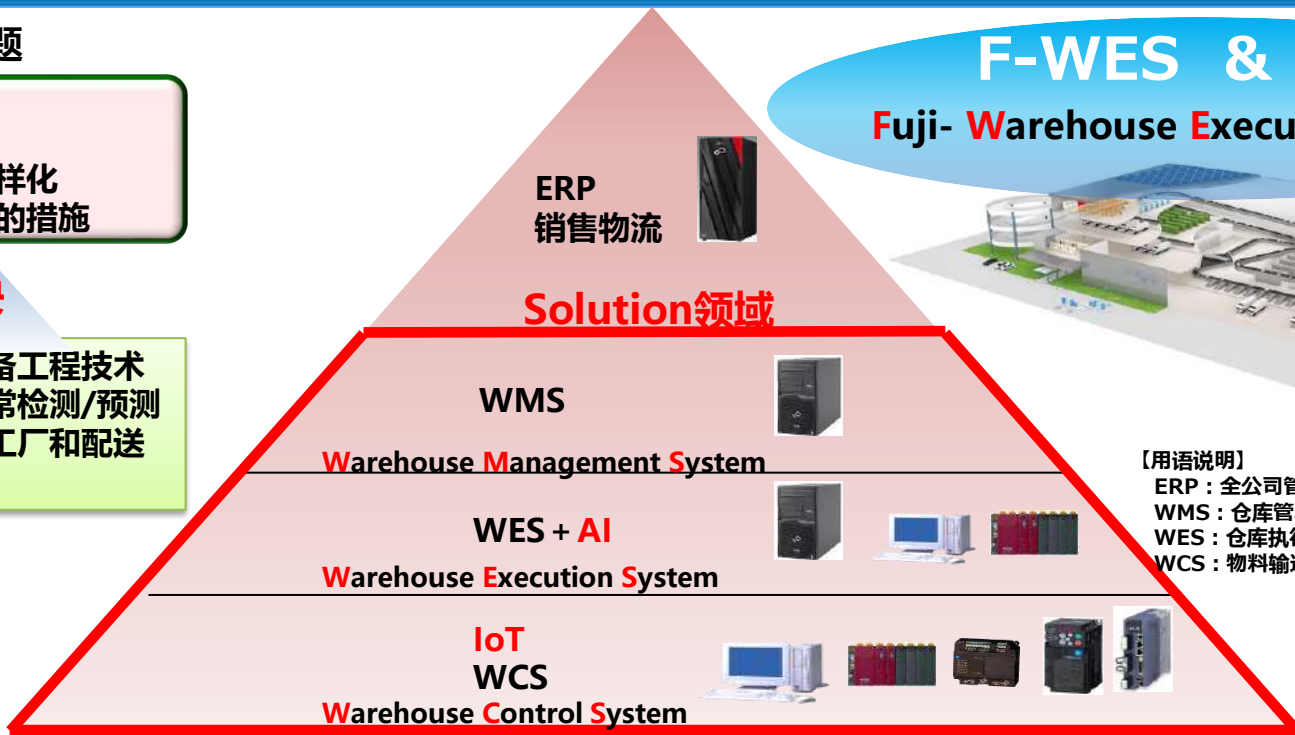 题
样化
的措施
备工程技术
常检测/预测
工厂和配送
F-WES &
Fuji- Warehouse Execu
ERP
销售物流
Solution领域
WMS
Warehouse Management System
WES + AI
Warehouse Execution System
IoT
WCS
Warehouse Control System
【用语说明】
ERP：全公司管
WMS：仓库管
WES：仓库执行
WCS：物料输送